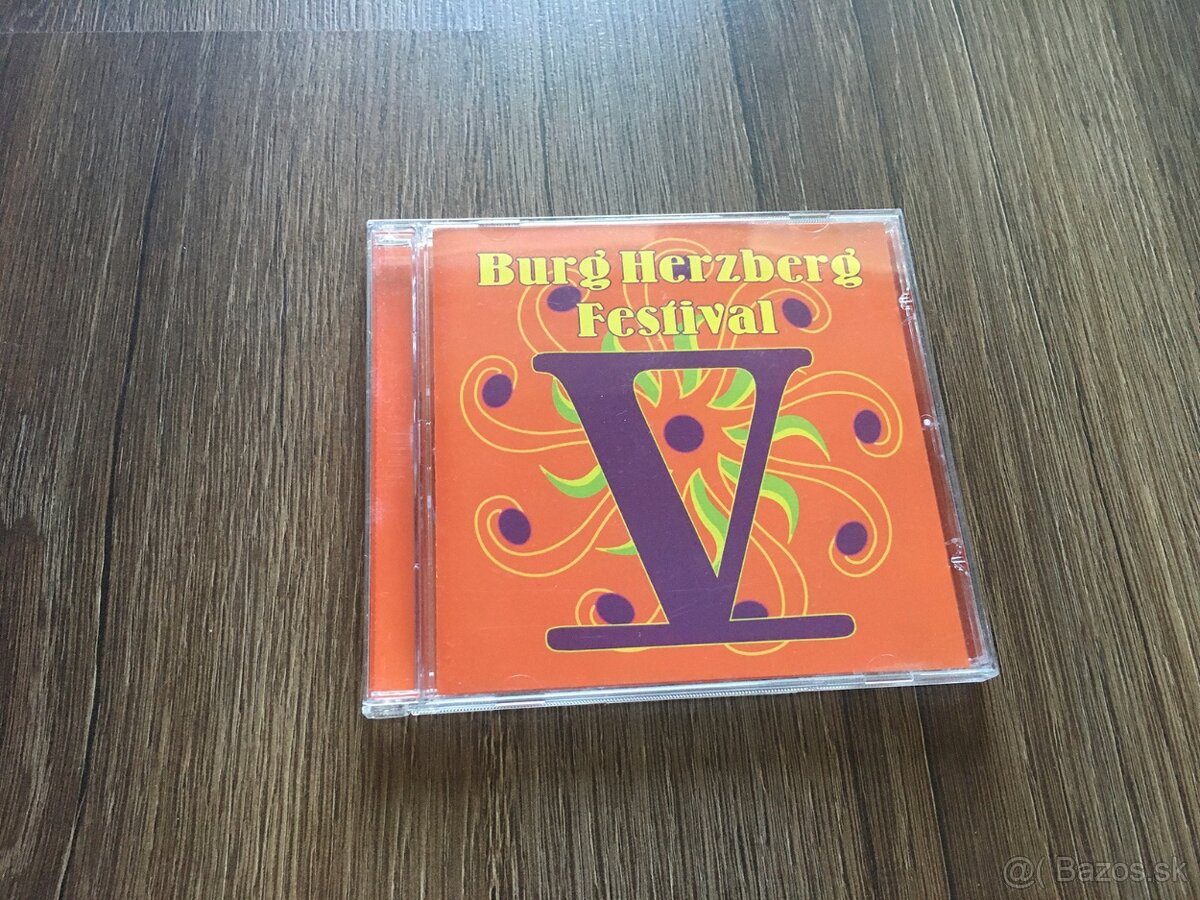 Burg Herzberg
Festival
V
@( Bazos.sk